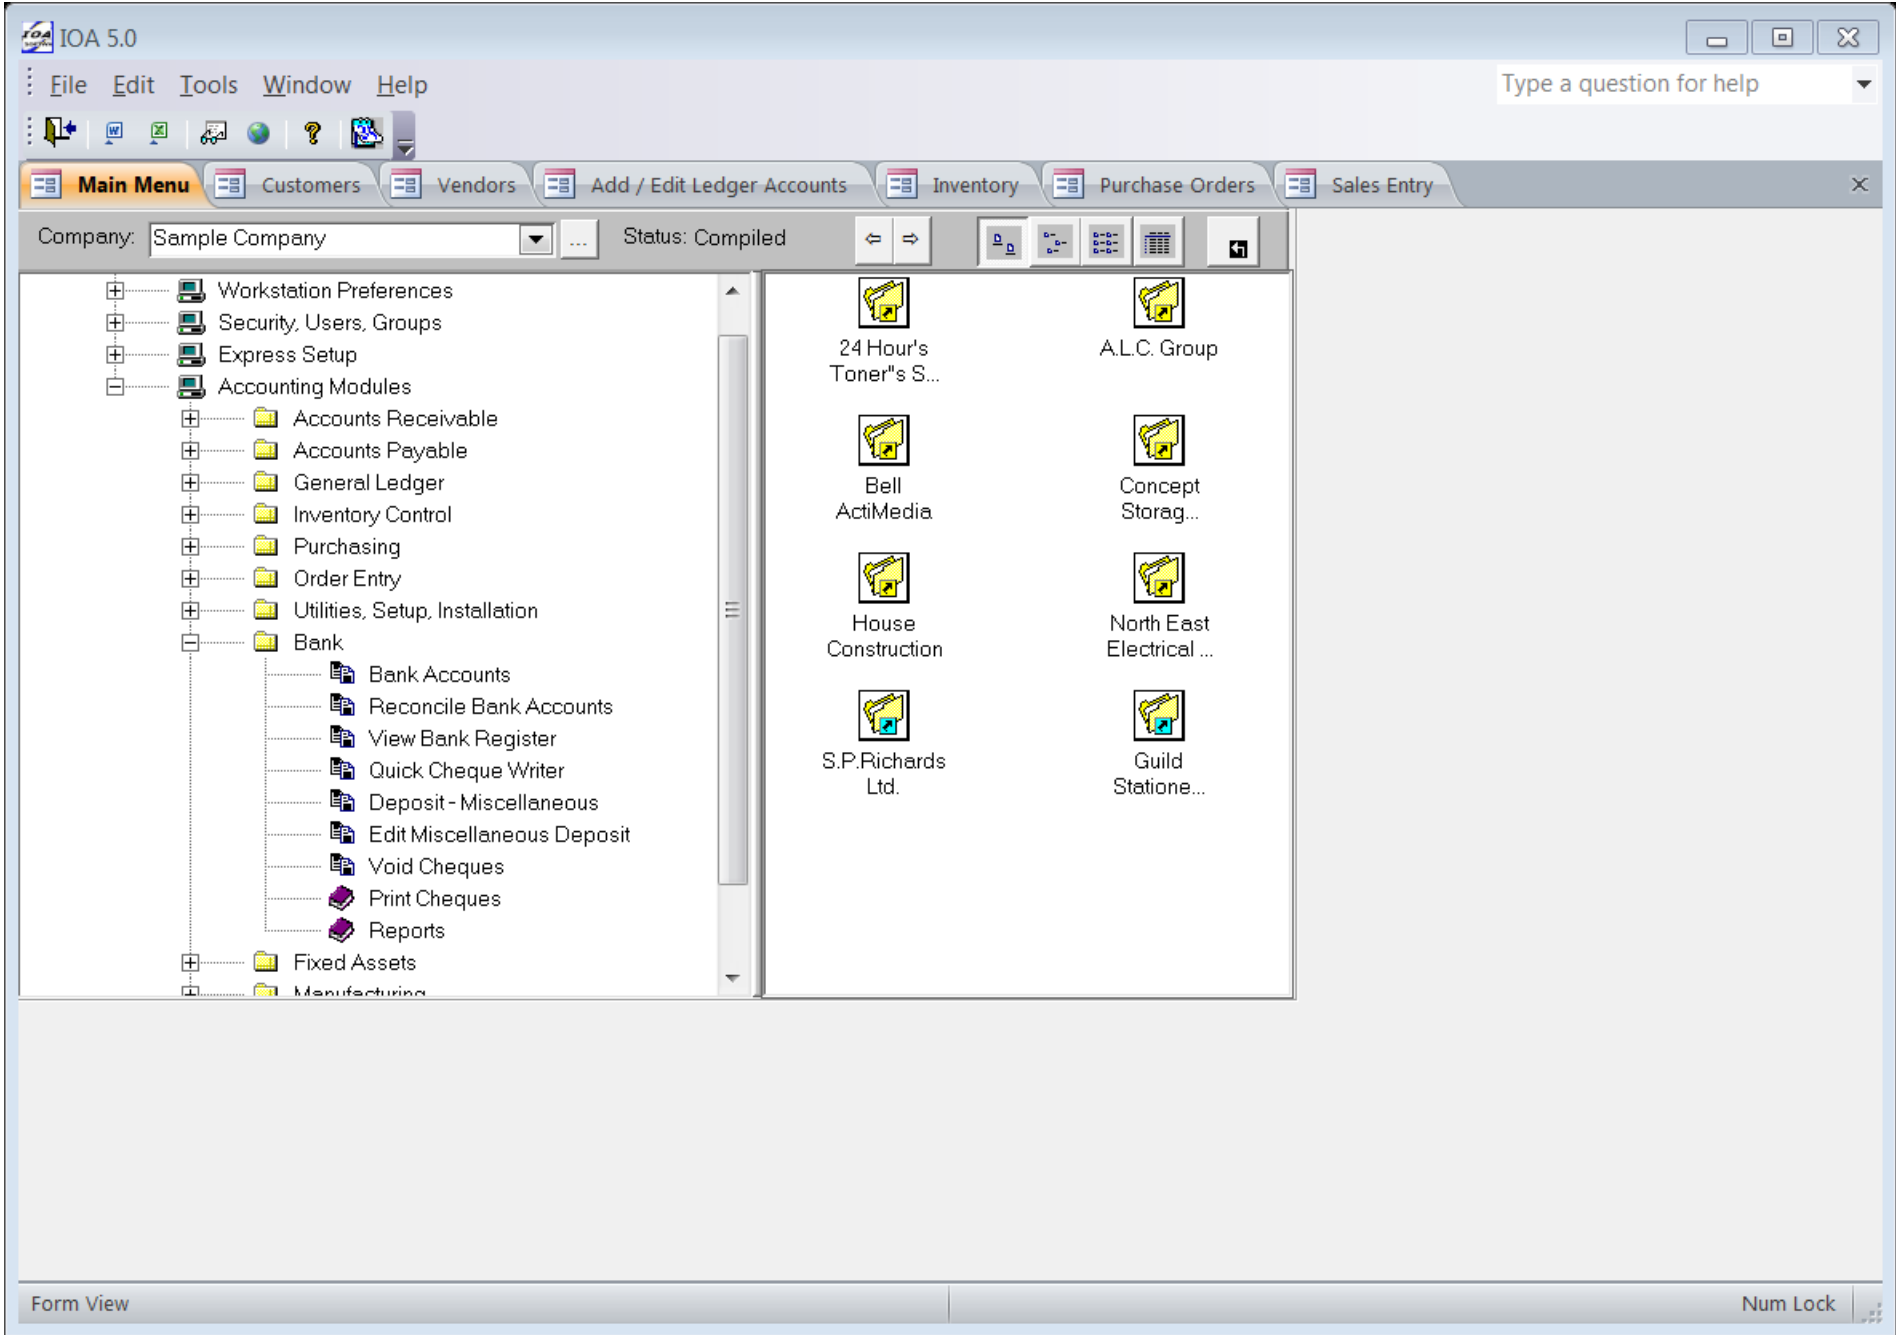 IOA 5.0
File Edit Tools Window Help
Type a question for help
Main Menu Customers Vendors Add / Edit Ledger Accounts Inventory Purchase Orders Sales Entry
Company: Sample Company ... Status: Compiled
Workstation Preferences
Security, Users, Groups
Express Setup
Accounting Modules
Accounts Receivable
Accounts Payable
General Ledger
Inventory Control
Purchasing
Order Entry
Utilities, Setup, Installation
Bank
Bank Accounts
Reconcile Bank Accounts
View Bank Register
Quick Cheque Writer
Deposit - Miscellaneous
Edit Miscellaneous Deposit
Void Cheques
Print Cheques
Reports
Fixed Assets
Manufacturing
24 Hour's
Toner"s S...
A.L.C. Group
Bell
ActiMedia
Concept
Storag...
House
Construction
North East
Electrical ...
S.P.Richards
Ltd.
Guild
Statione...
Form View
Num Lock